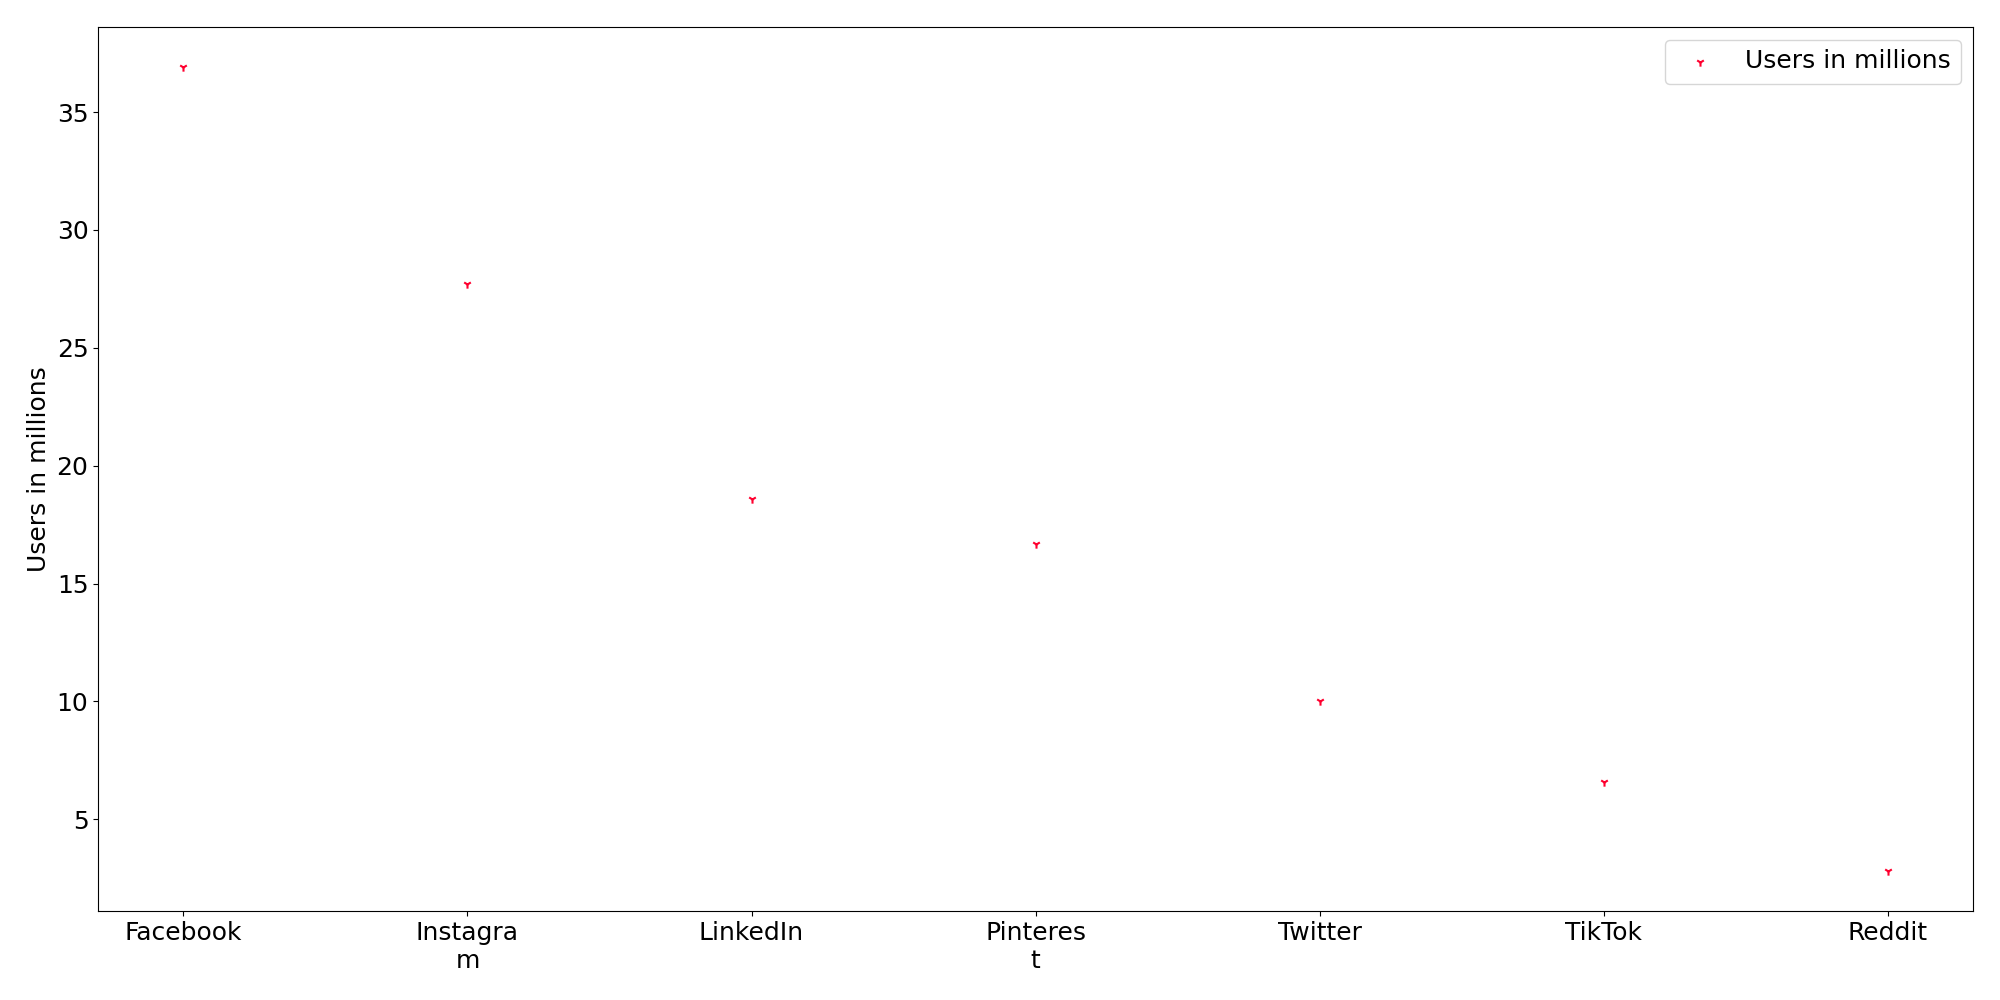 Users in millions
35
30
25
20
15
10
5
Users in millions
Facebook
Instagra
m
LinkedIn
Pinteres
t
Twitter
TikTok
Reddit